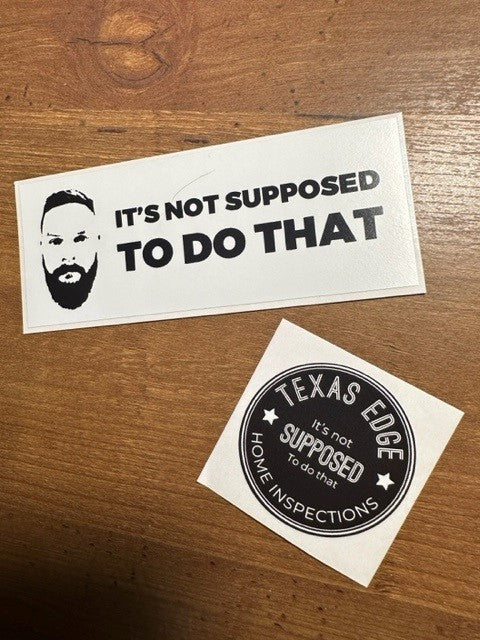 IT'S NOT SUPPOSED
TO DO THAT
TEXAS EDGE
It's not
SUPPOSED
To do that
HOME INSPECTIONS